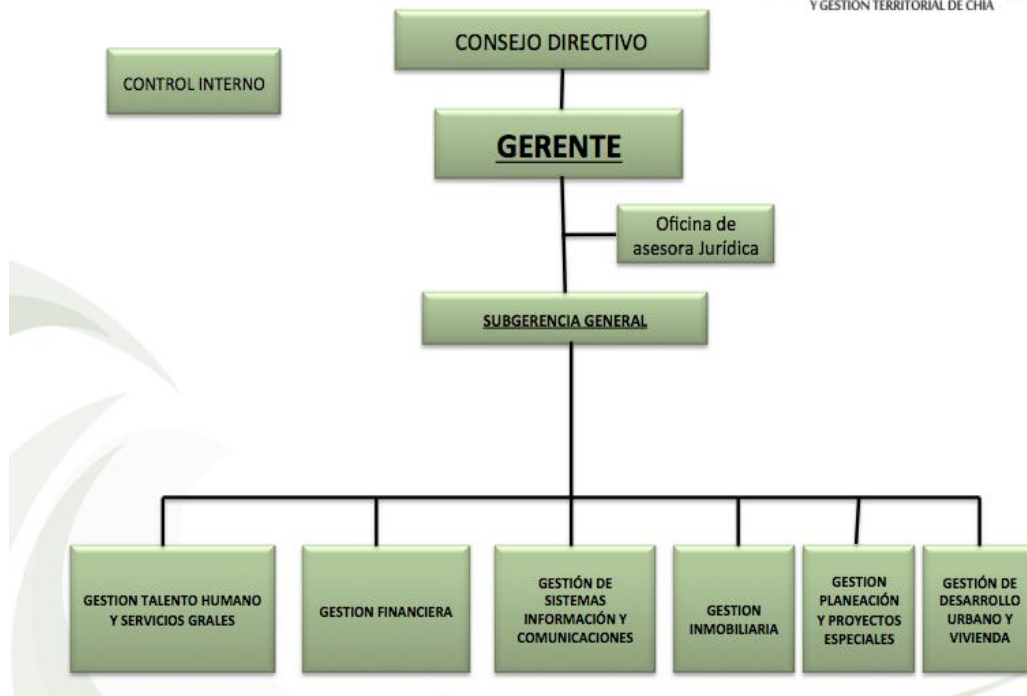 Y GESTION TERRITORIAL DE CHIA
CONSEJO DIRECTIVO
CONTROL INTERNO
GERENTE
Oficina de
asesora Jurídica
SUBGERENCIA GENERAL
GESTION TALENTO HUMANO
Y SERVICIOS GRALES
GESTION FINANCIERA
GESTIÓN DE
SISTEMAS
INFORMACIÓN Y
COMUNICACIONES
GESTION
INMOBILIARIA
GESTION
PLANEACIÓN
Y PROYECTOS
ESPECIALES
GESTIÓN DE
DESARROLLO
URBANO Y
VIVIENDA